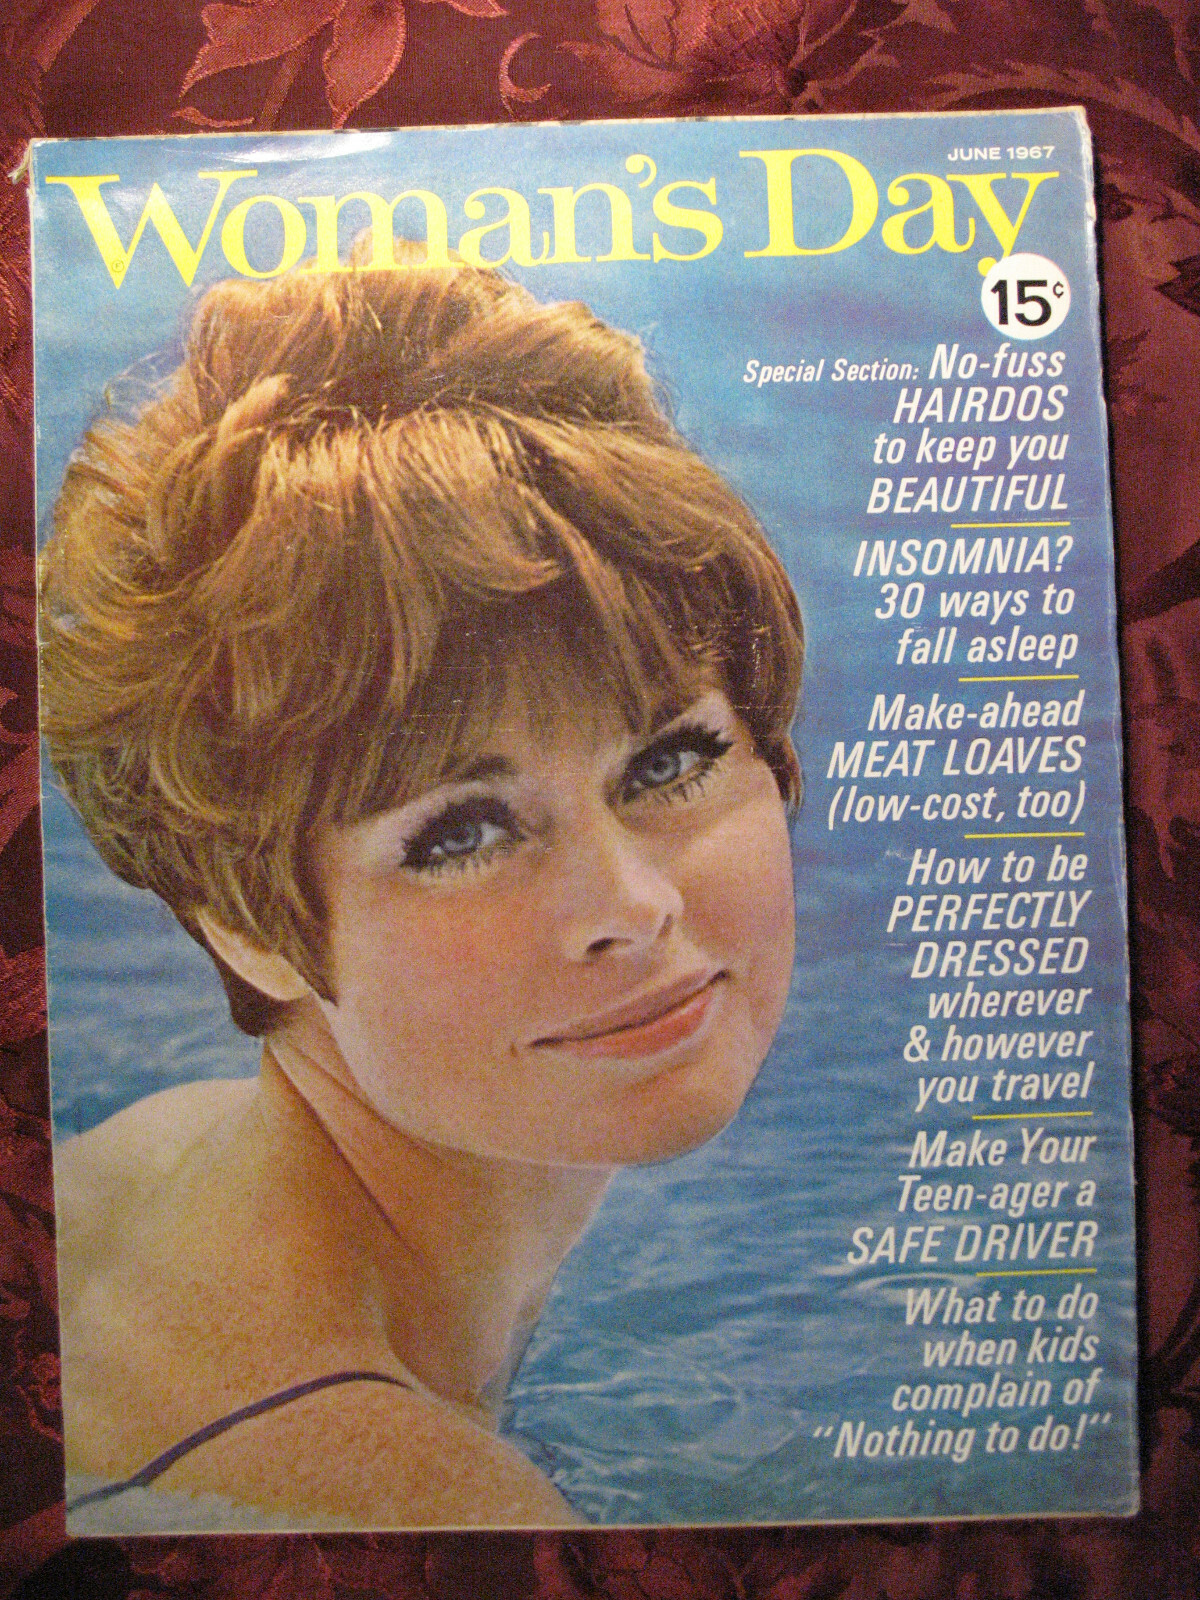 JUNE 1967
Woman's Day
15¢
Special Section: No-fuss
HAIRDOS
to keep you
BEAUTIFUL
INSOMNIA?
30 ways to
fall asleep
Make-ahead
MEAT LOAVES
(low-cost, too)
How to be
PERFECTLY
DRESSED
wherever
& however
you travel
Make Your
Teen-ager a
SAFE DRIVER
What to do
when kids
complain of
"Nothing to do!"